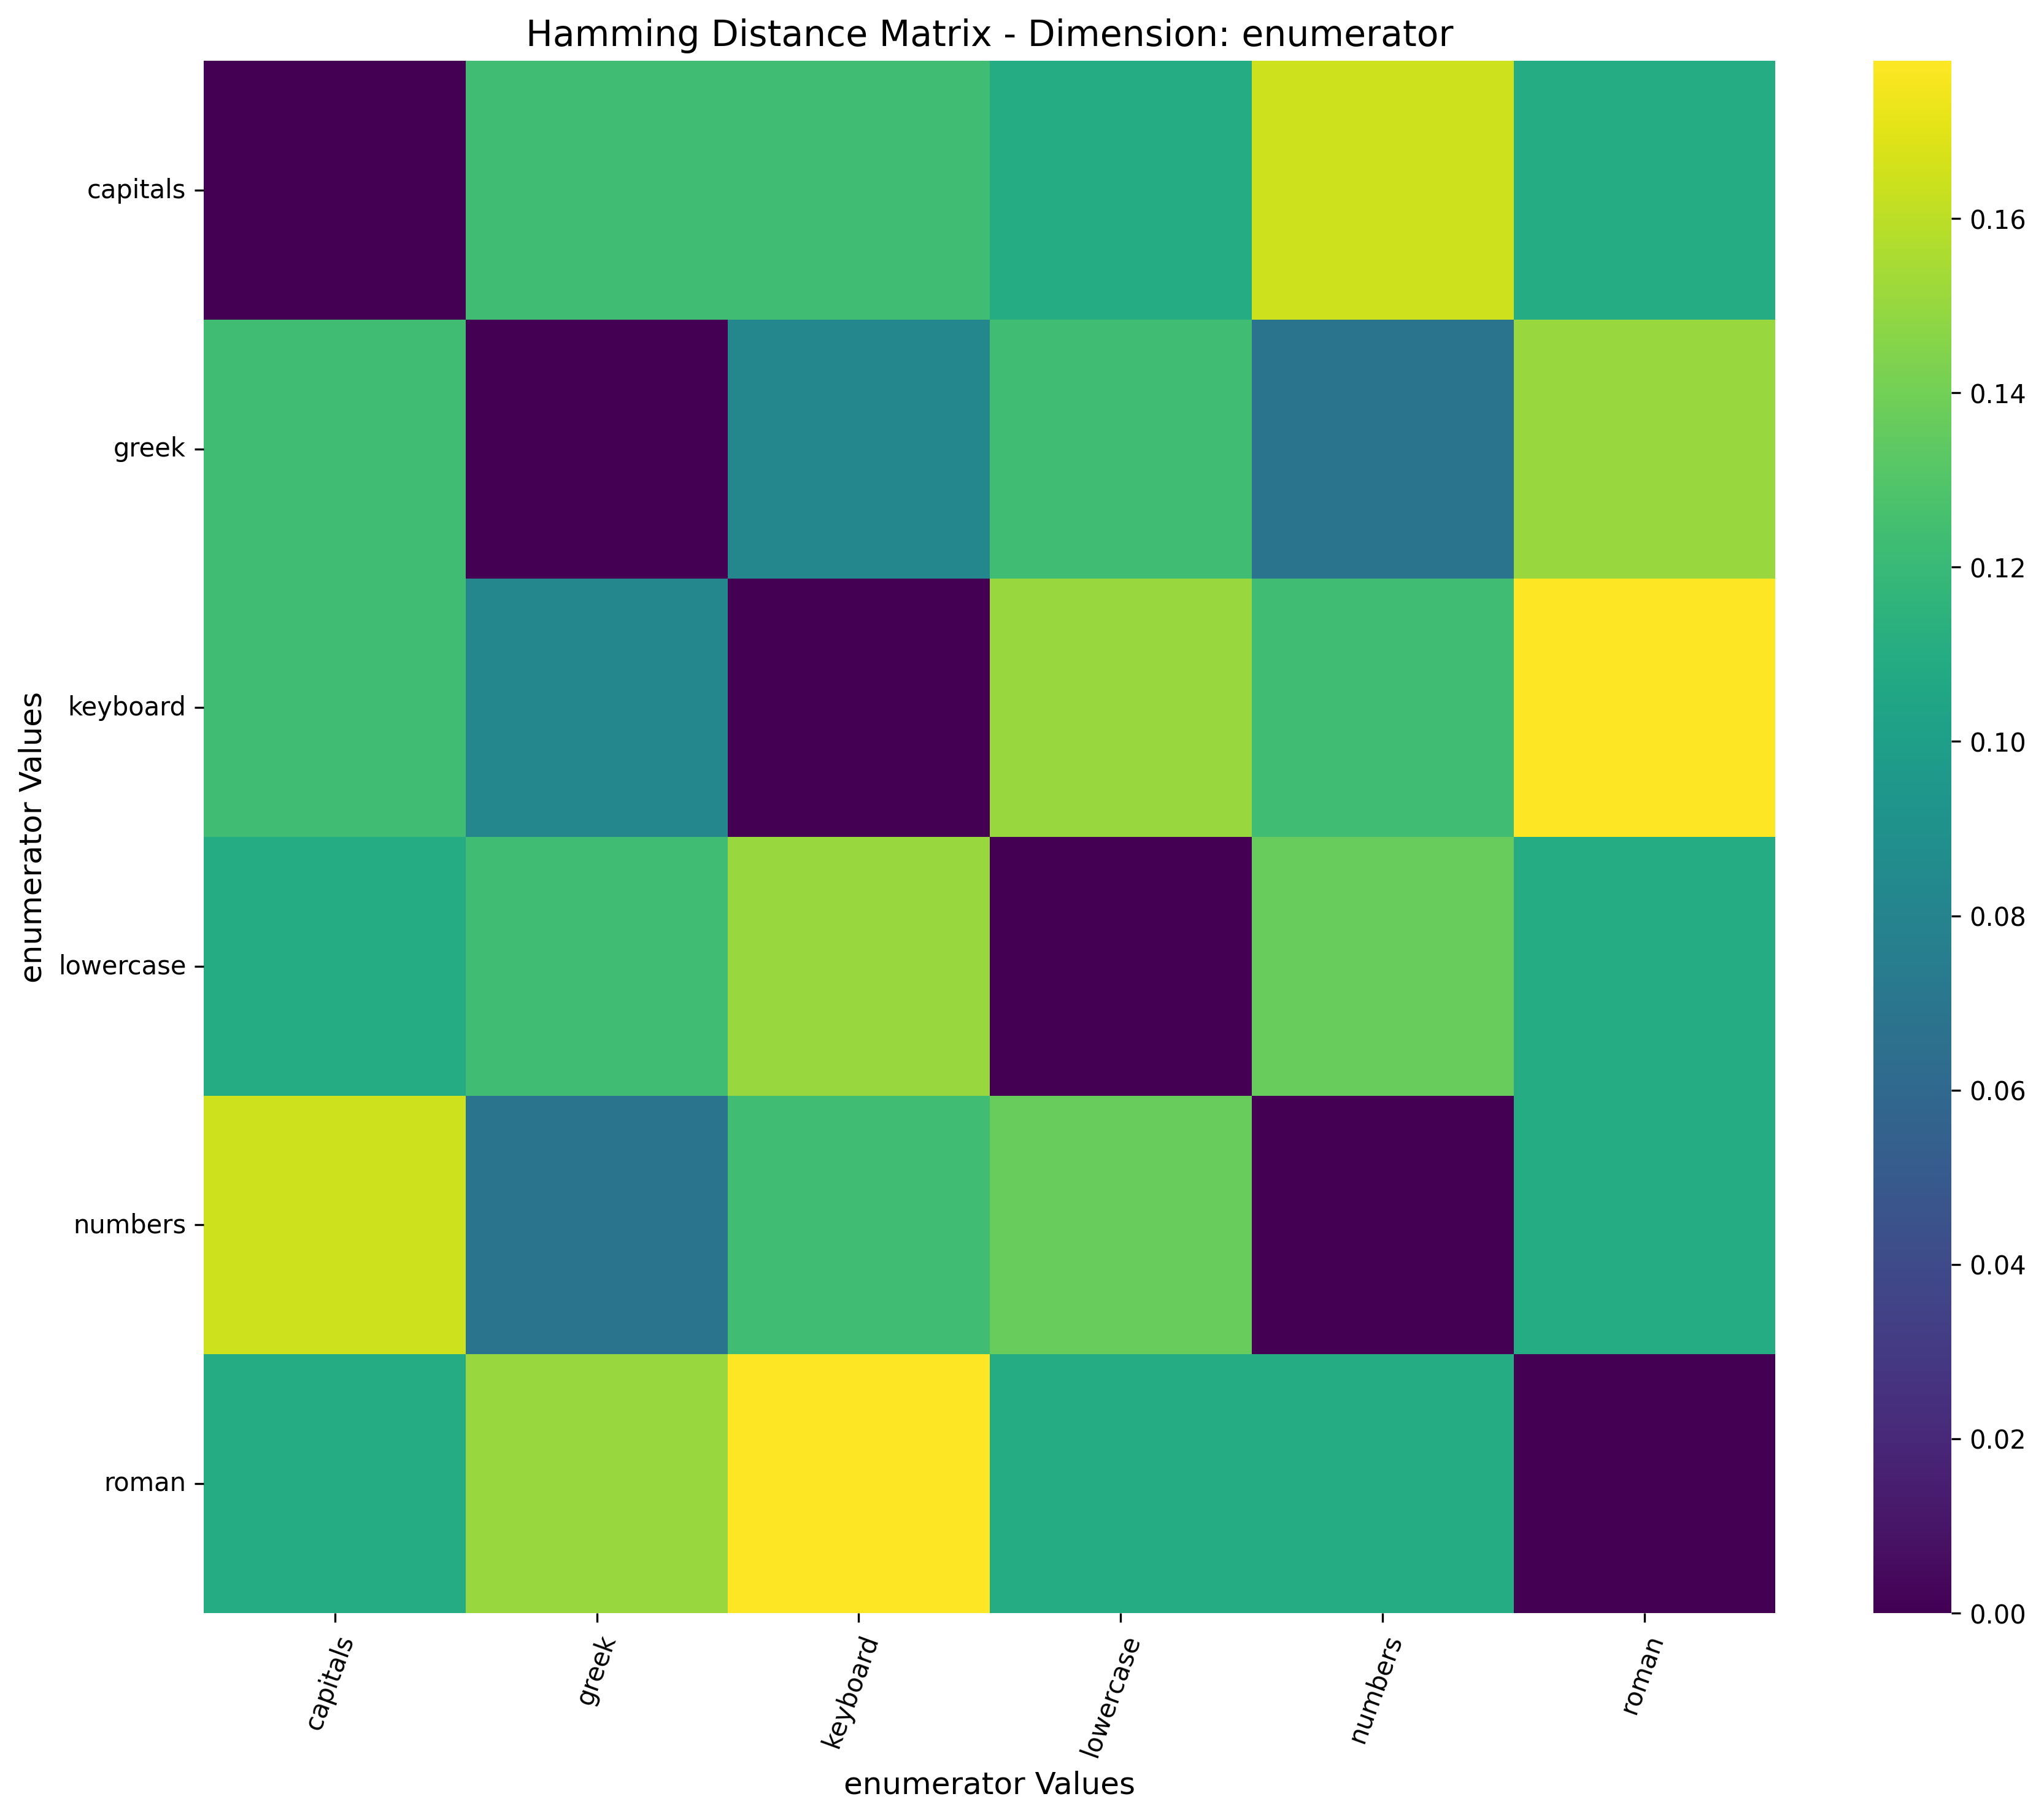 Hamming Distance Matrix - Dimension: enumerator
enumerator Values
capitals
greek
keyboard
lowercase
numbers
roman
capitals
greek
keyboard
lowercase
numbers
roman
enumerator Values
0.16
0.14
0.12
0.10
0.08
0.06
0.04
0.02
0.00